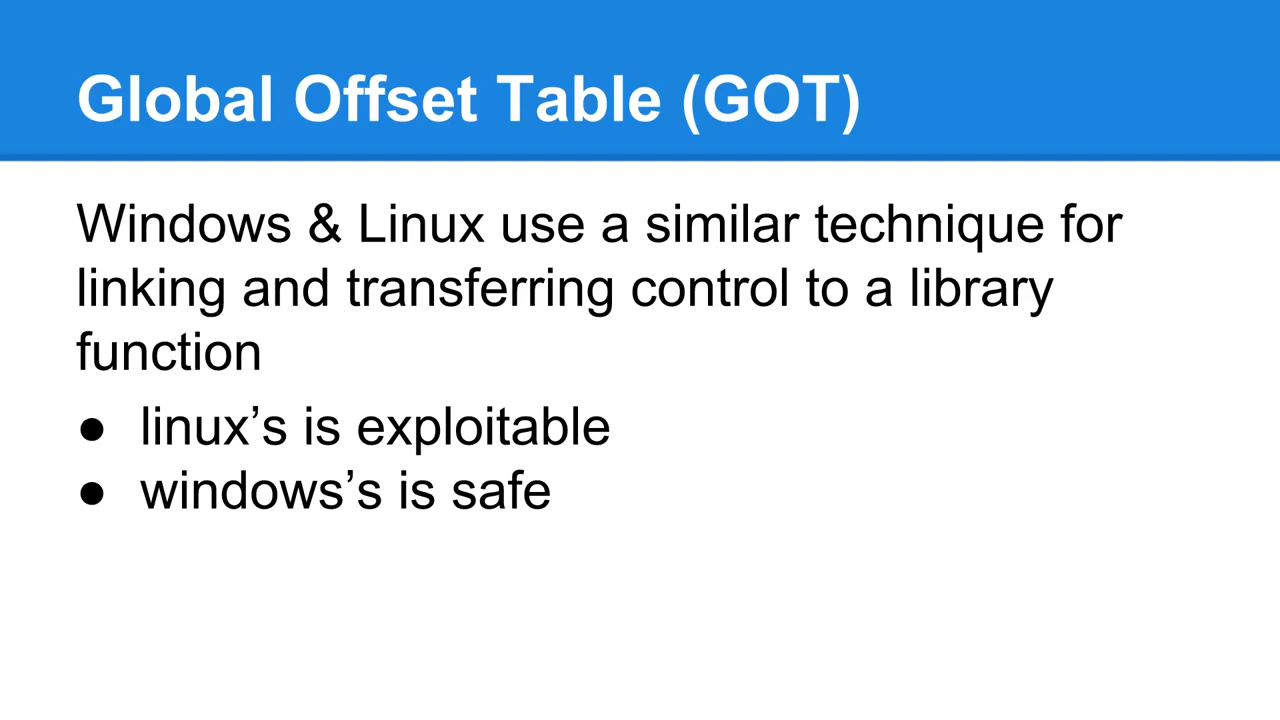 Global Offset Table (GOT)
Windows & Linux use a similar technique for
linking and transferring control to a library
function
● linux’s is exploitable
● windows’s is safe